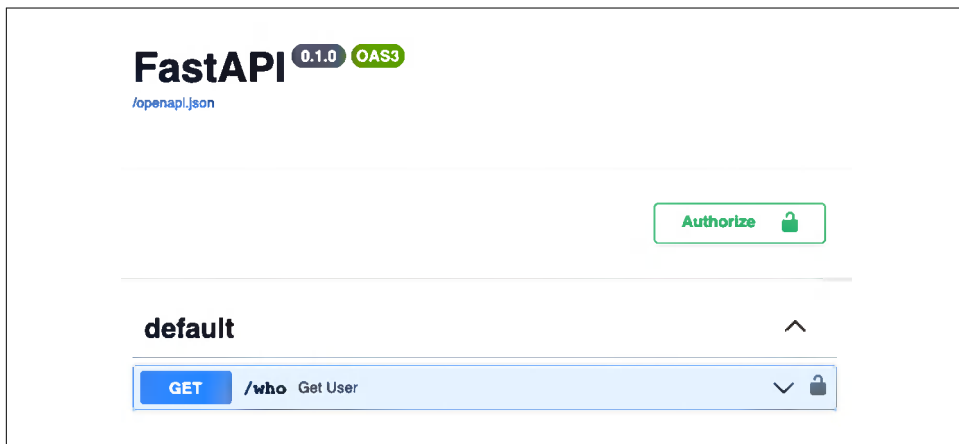 FastAPI 0.1.0 OAS3
/openapi.json
Authorize
default
GET /who Get User